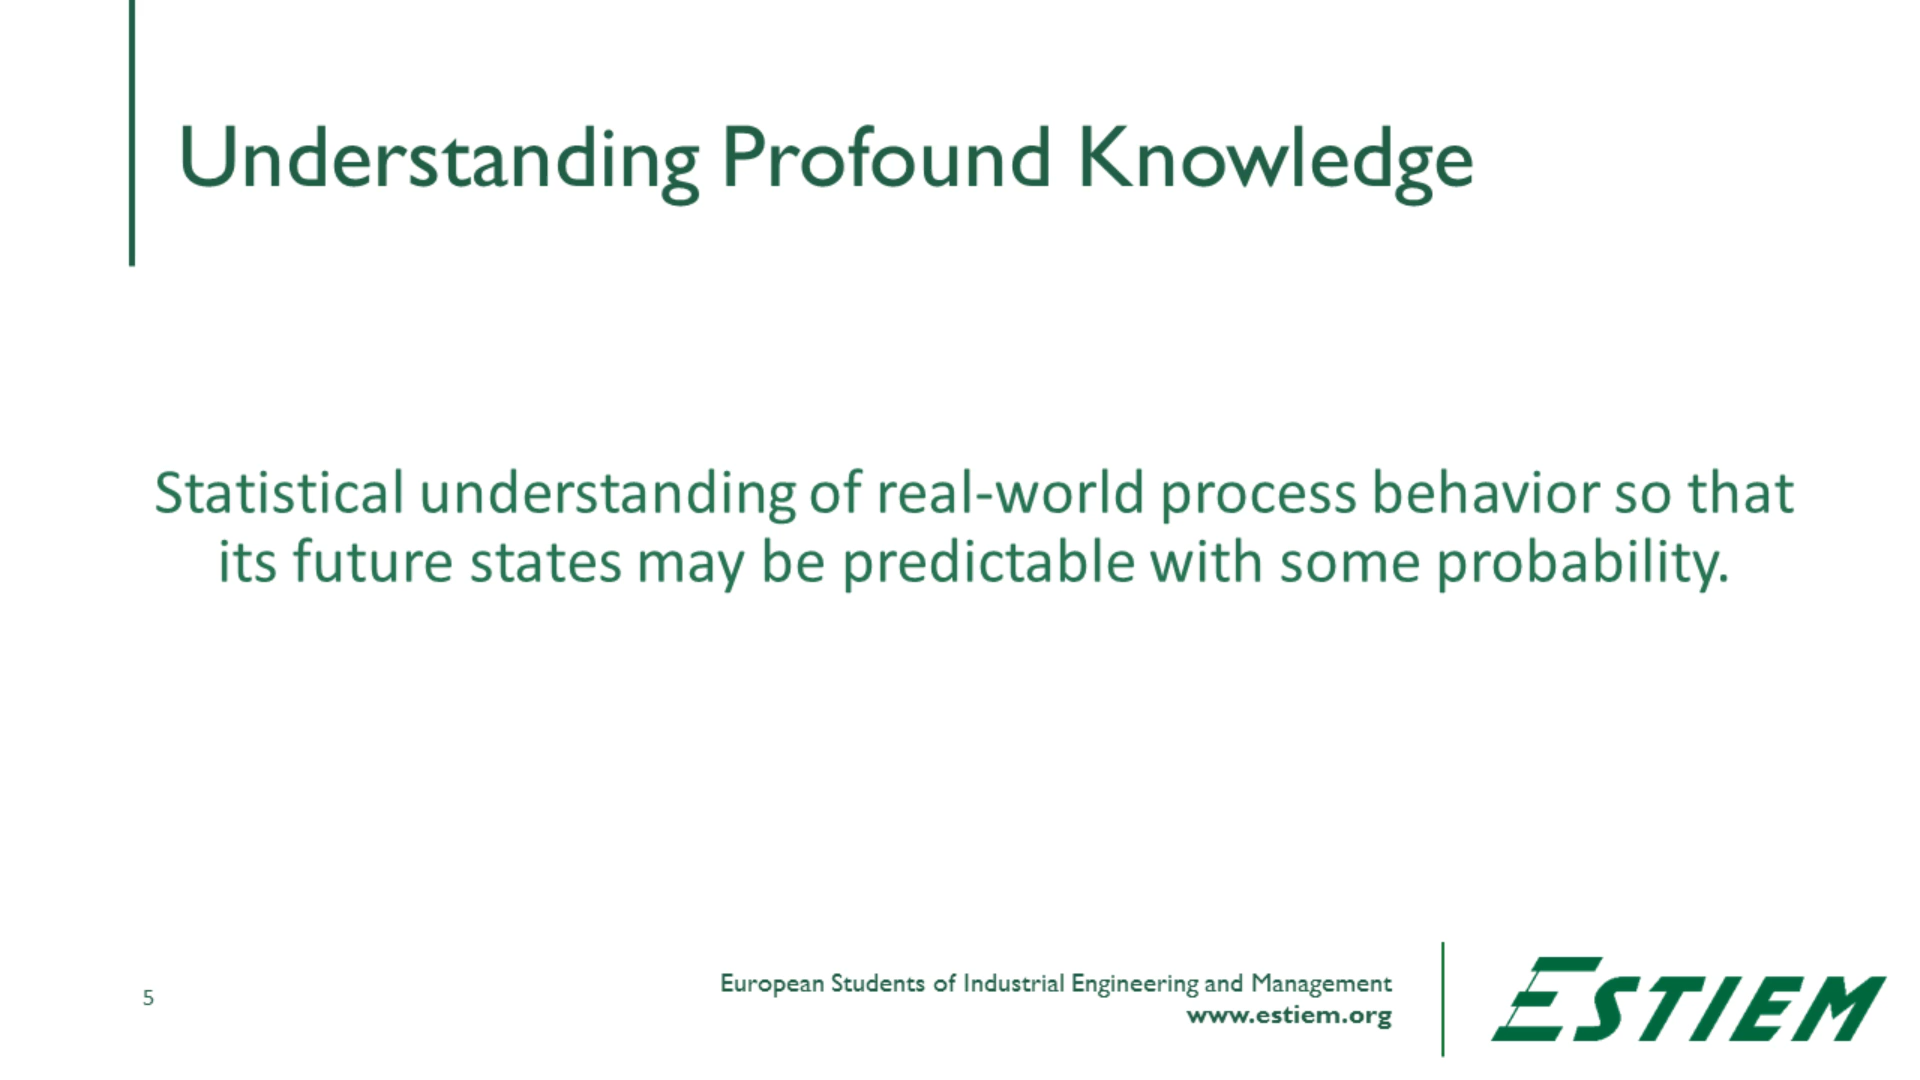 Understanding Profound Knowledge
Statistical understanding of real-world process behavior so that
its future states may be predictable with some probability.
5
European Students of Industrial Engineering and Management
www.estiem.org
ESTIEM